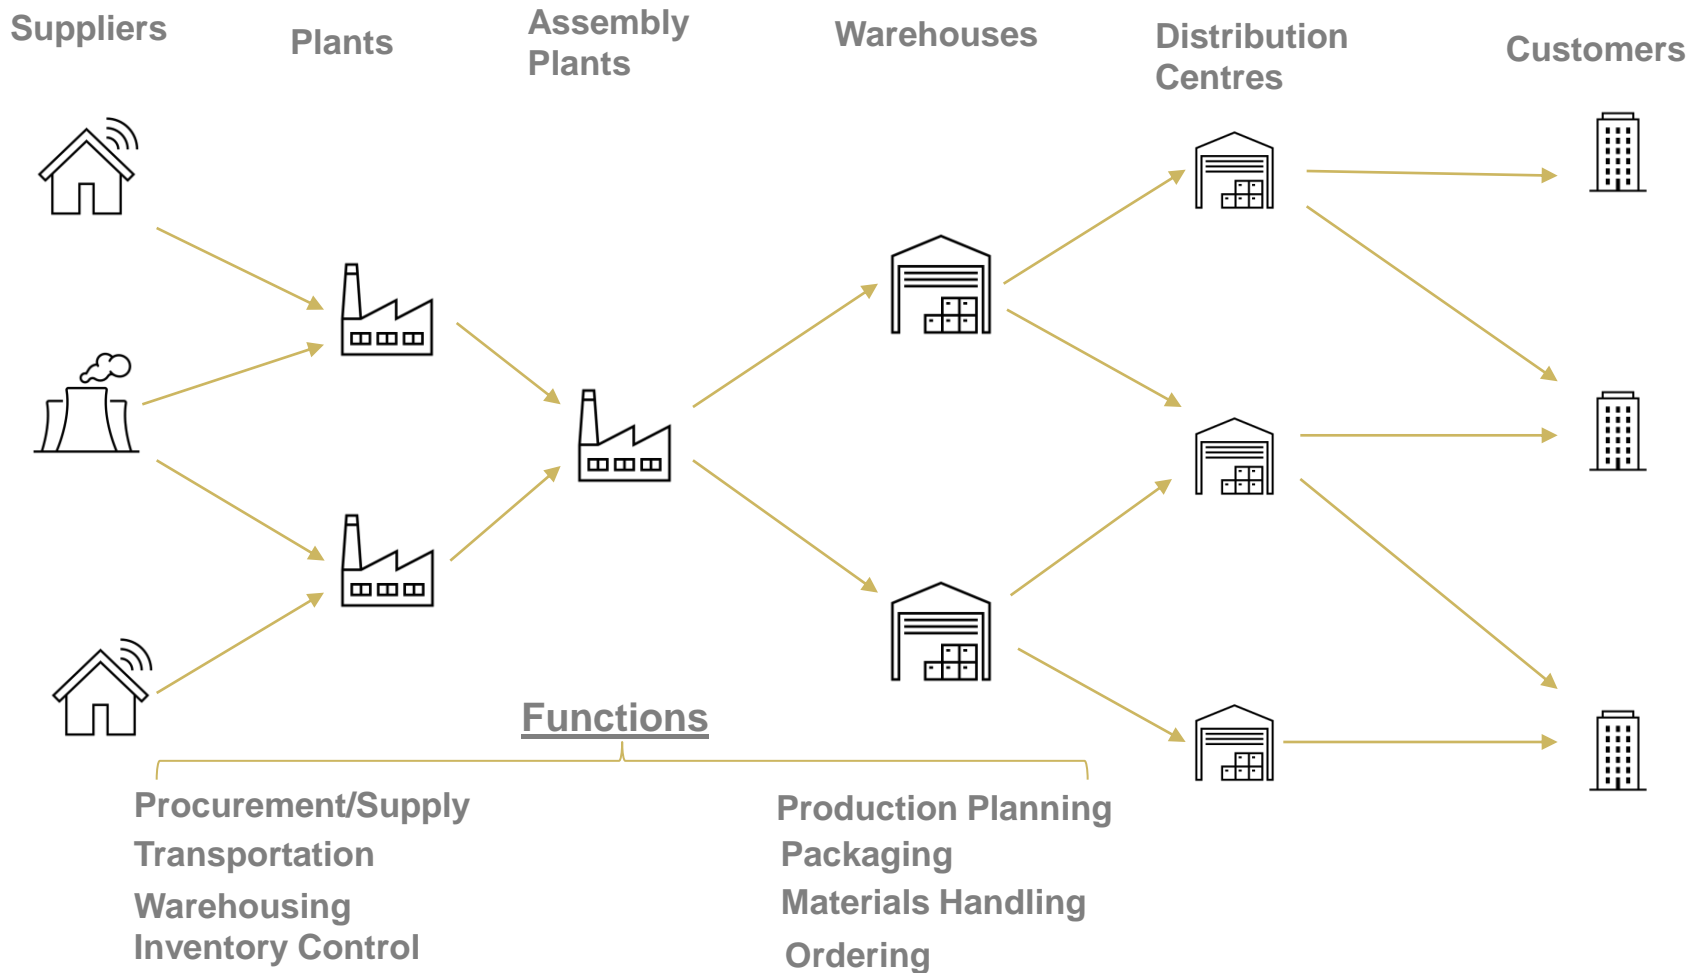 Suppliers
Plants
Assembly
Plants
Warehouses
Distribution
Centres
Customers
Functions
Procurement/Supply
Transportation
Warehousing
Inventory Control
Production Planning
Packaging
Materials Handling
Ordering